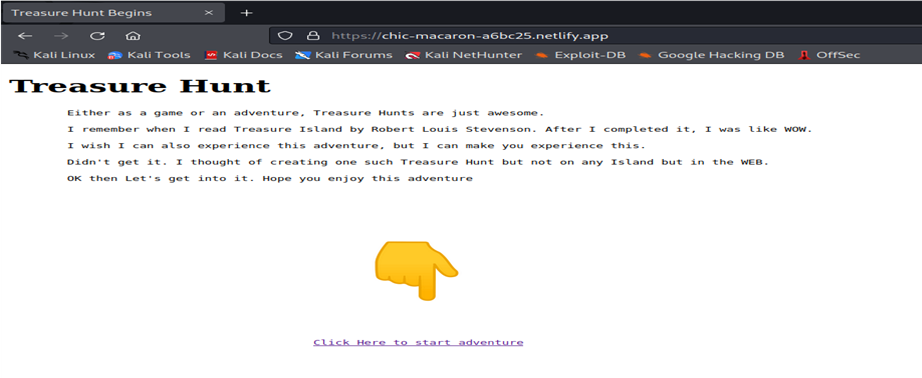 Treasure Hunt Begins
https://chic-macaron-a6bc25.netlify.app
Kali Linux Kali Tools Kali Docs Kali Forums Kali NetHunter Exploit-DB Google Hacking DB OffSec
Treasure Hunt
Either as a game or an adventure, Treasure Hunts are just awesome.
I remember when I read Treasure Island by Robert Louis Stevenson. After I completed it, I was like WOW.
I wish I can also experience this adventure, but I can make you experience this.
Didn't get it. I thought of creating one such Treasure Hunt but not on any Island but in the WEB.
OK then Let's get into it. Hope you enjoy this adventure
Click Here to start adventure